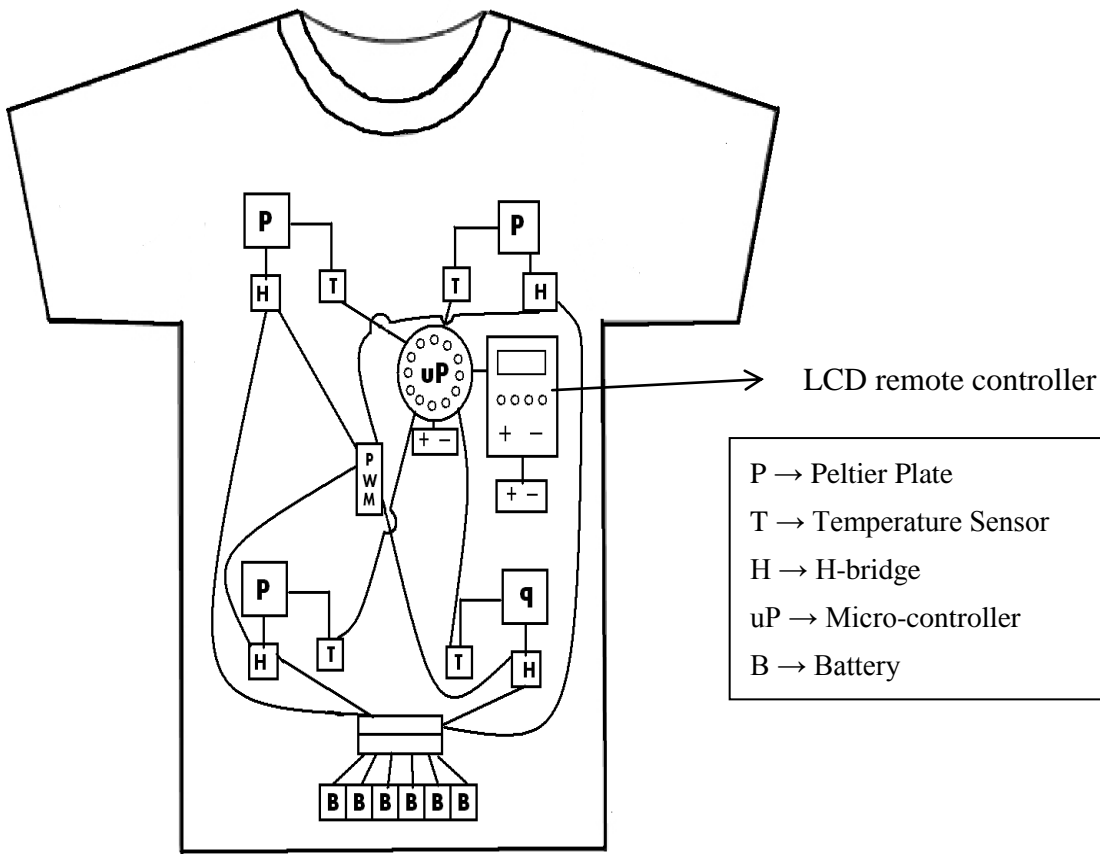 P
P
H
T
T
H
uP
+ −
+ −
+ −
LCD remote controller
P
W
M
P → Peltier Plate
T → Temperature Sensor
H → H-bridge
uP → Micro-controller
B → Battery
P
q
H
T
T
H
B B B B B B